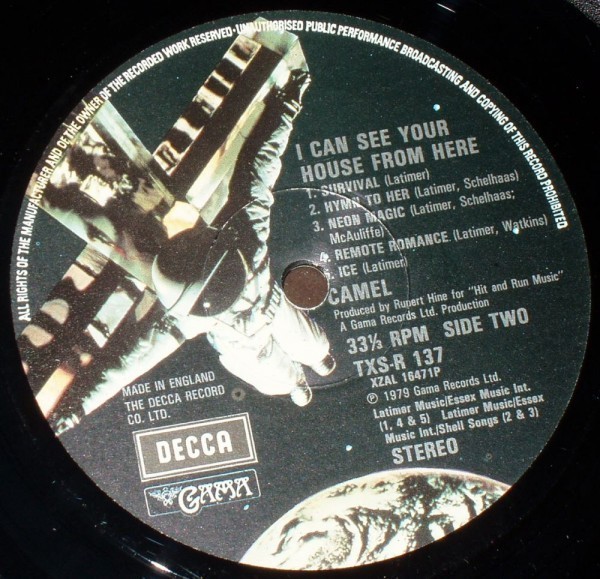 ALL RIGHTS OF THE MANUFACTURER AND OF THE OWNER OF THE RECORDED WORK RESERVED·UNAUTHORISED PUBLIC PERFORMANCE BROADCASTING AND COPYING OF THIS RECORD PROHIBITED
I CAN SEE YOUR
HOUSE FROM HERE
1. SURVIVAL (Latimer)
2. HYMN TO HER (Latimer, Schelhaas)
3. NEON MAGIC (Latimer, Schelhaas;
McAuliffe)
4. REMOTE ROMANCE (Latimer, Watkins)
ICE (Latimer)
CAMEL
Produced by Rupert Hine for "Hit and Run Music"
A Gama Records Ltd. Production
33⅓ RPM SIDE TWO
TXS-R 137
XZAL 16471P
℗ 1979 Gama Records Ltd.
Latimer Music/Essex Music Int.
(1, 4 & 5) Latimer Music/Essex
Music Int./Shell Songs (2 & 3)
STEREO
MADE IN ENGLAND
THE DECCA RECORD
CO. LTD.
DECCA
GAMA